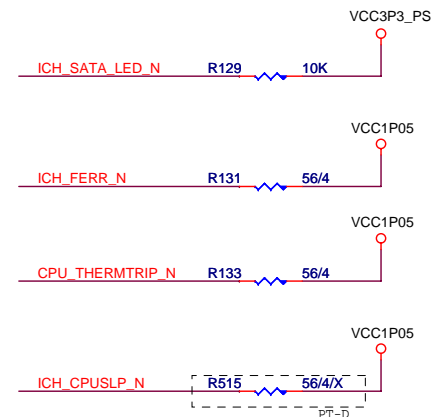 VCC3P3_PS
ICH_SATA_LED_N R129 10K
VCC1P05
ICH_FERR_N R131 56/4
VCC1P05
CPU_THERMTRIP_N R133 56/4
VCC1P05
ICH_CPUSLP_N R515 56/4/X
PT-D